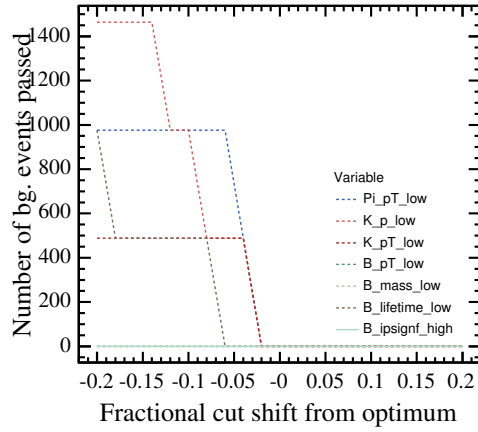 Number of bg. events passed
1400
1200
1000
800
600
400
200
0
Variable
Pi_pT_low
K_p_low
K_pT_low
B_pT_low
B_mass_low
B_lifetime_low
B_ipsignf_high
-0.2 -0.15 -0.1 -0.05 -0 0.05 0.1 0.15 0.2
Fractional cut shift from optimum